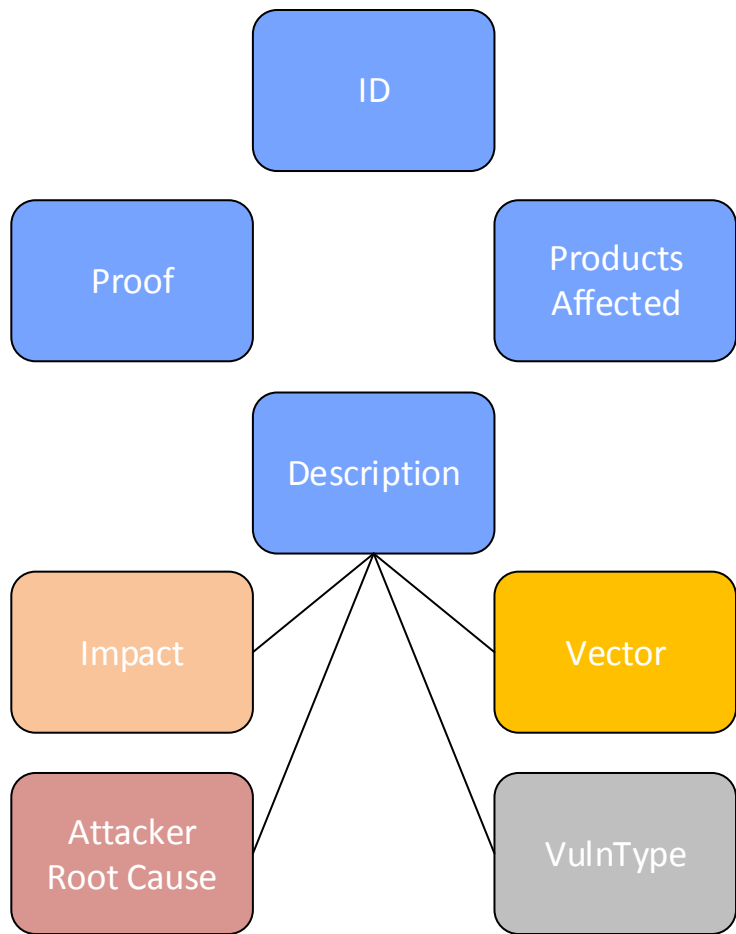 ID
Proof
Products
Affected
Description
Impact
Vector
Attacker
Root Cause
VulnType